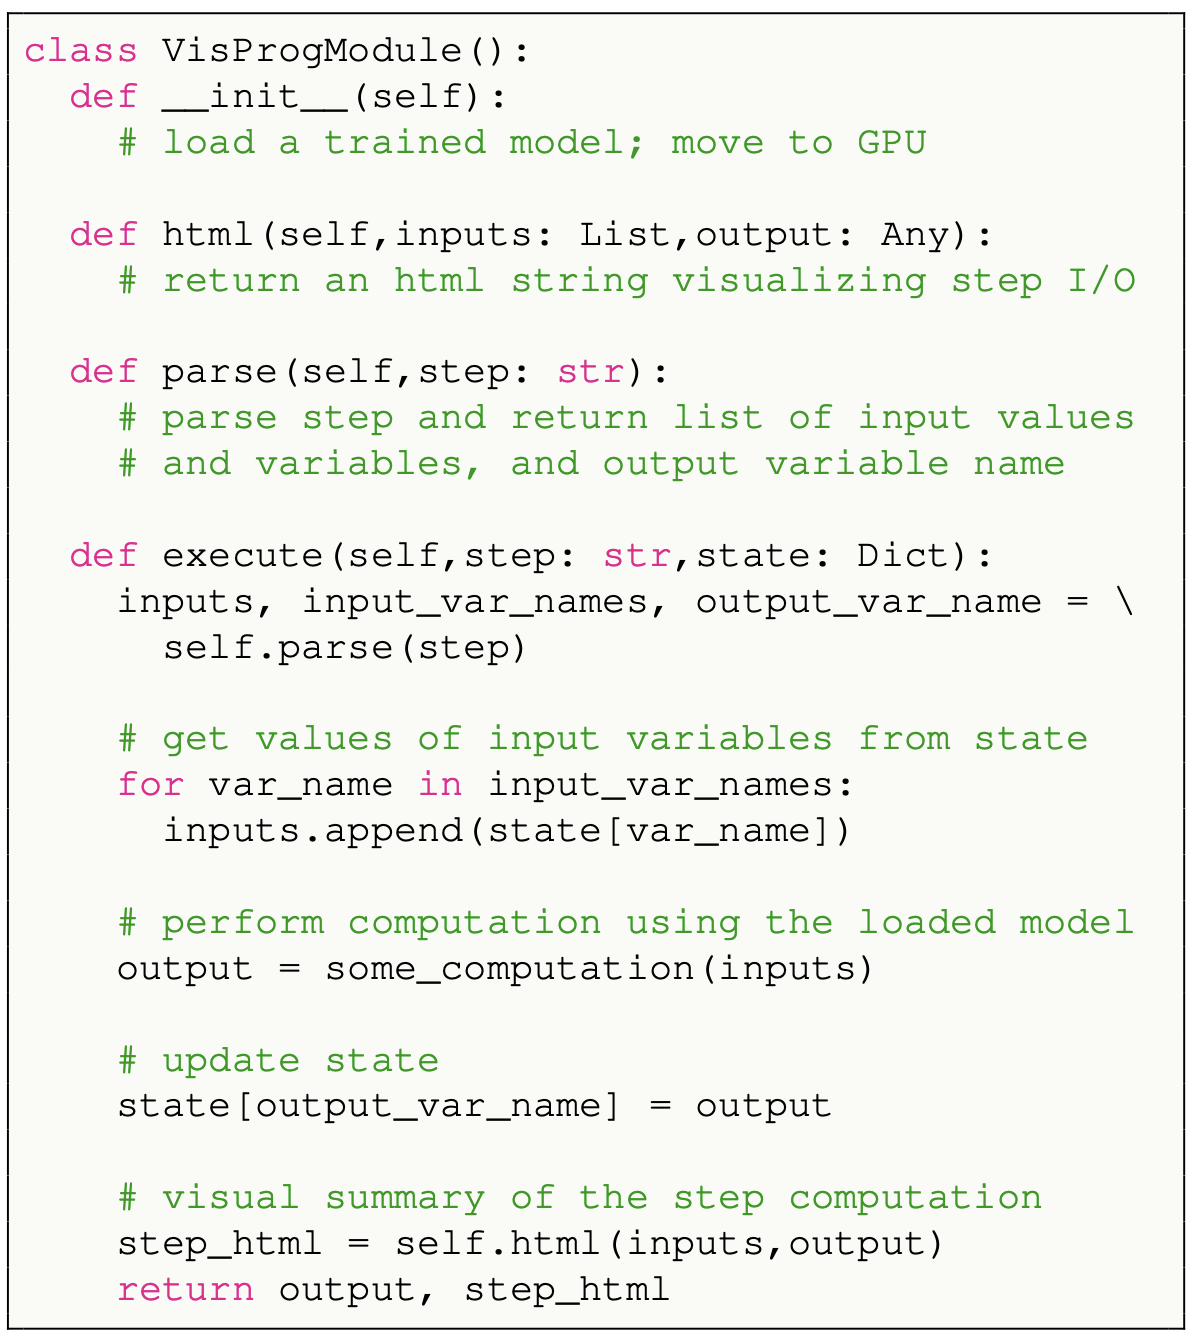 class VisProgModule():
  def __init__(self):
    # load a trained model; move to GPU

  def html(self,inputs: List,output: Any):
    # return an html string visualizing step I/O

  def parse(self,step: str):
    # parse step and return list of input values
    # and variables, and output variable name

  def execute(self,step: str,state: Dict):
    inputs, input_var_names, output_var_name = \
      self.parse(step)

    # get values of input variables from state
    for var_name in input_var_names:
      inputs.append(state[var_name])

    # perform computation using the loaded model
    output = some_computation(inputs)

    # update state
    state[output_var_name] = output

    # visual summary of the step computation
    step_html = self.html(inputs,output)
    return output, step_html